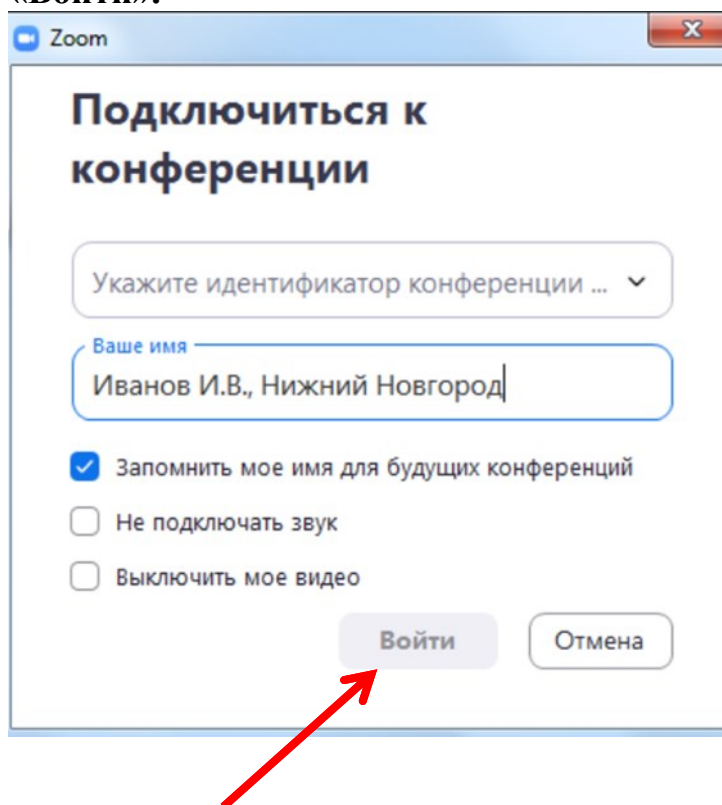 «Войти».
Zoom
Подключиться к
конференции
Укажите идентификатор конференции ...
Ваше имя
Иванов И.В., Нижний Новгород
Запомнить мое имя для будущих конференций
Не подключать звук
Выключить мое видео
Войти
Отмена